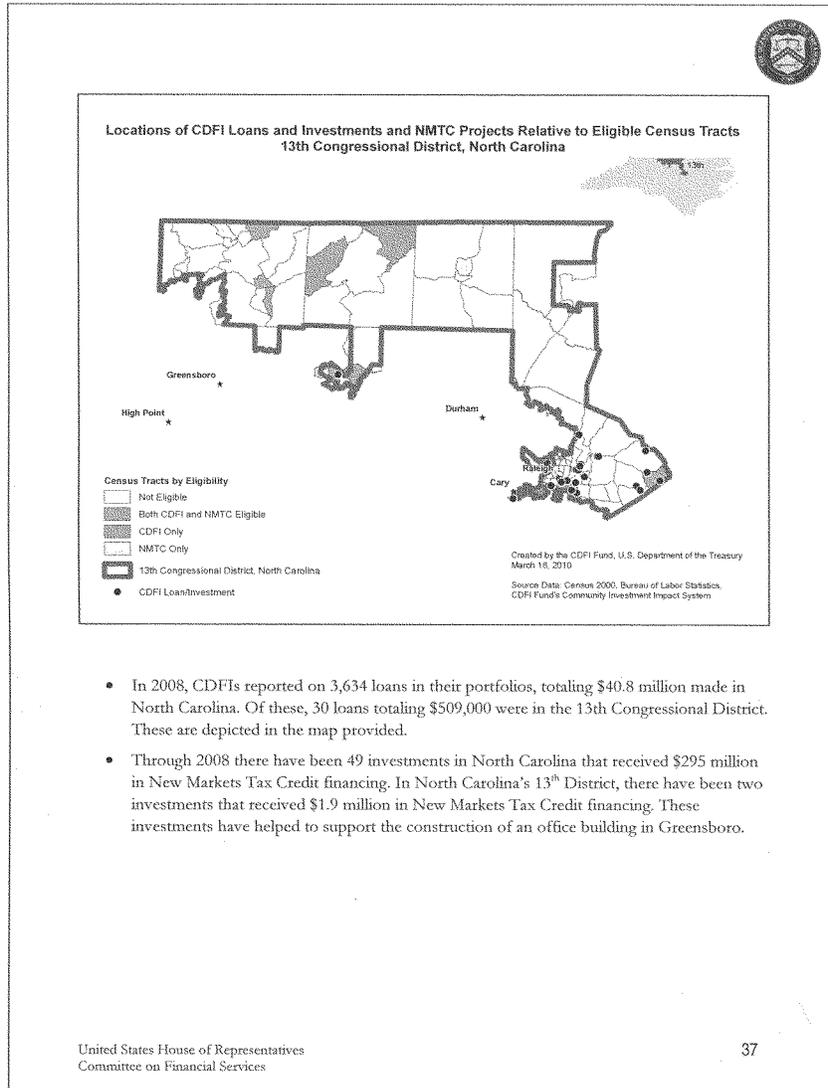 Locations of CDFI Loans and Investments and NMTC Projects Relative to Eligible Census Tracts
13th Congressional District, North Carolina
13th
Greensboro
High Point
Durham
Raleigh
Cary
Census Tracts by Eligibility
Not Eligible
Both CDFI and NMTC Eligible
CDFI Only
NMTC Only
13th Congressional District, North Carolina
CDFI Loan/Investment
Created by the CDFI Fund, U.S. Department of the Treasury
March 16, 2010
Source Data: Census 2000, Bureau of Labor Statistics,
CDFI Fund's Community Investment Impact System
• In 2008, CDFIs reported on 3,634 loans in their portfolios, totaling $40.8 million made in
North Carolina. Of these, 30 loans totaling $509,000 were in the 13th Congressional District.
These are depicted in the map provided.
• Through 2008 there have been 49 investments in North Carolina that received $295 million
in New Markets Tax Credit financing. In North Carolina's 13th District, there have been two
investments that received $1.9 million in New Markets Tax Credit financing. These
investments have helped to support the construction of an office building in Greensboro.
United States House of Representatives
Committee on Financial Services
37